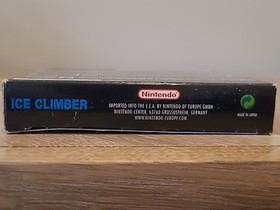 ICE CLIMBER
Nintendo
IMPORTED INTO THE E.E.A. BY NINTENDO OF EUROPE GMBH
NINTENDO CENTER, 63760 GROSSOSTHEIM, GERMANY
WWW.NINTENDO-EUROPE.COM
MADE IN JAPAN